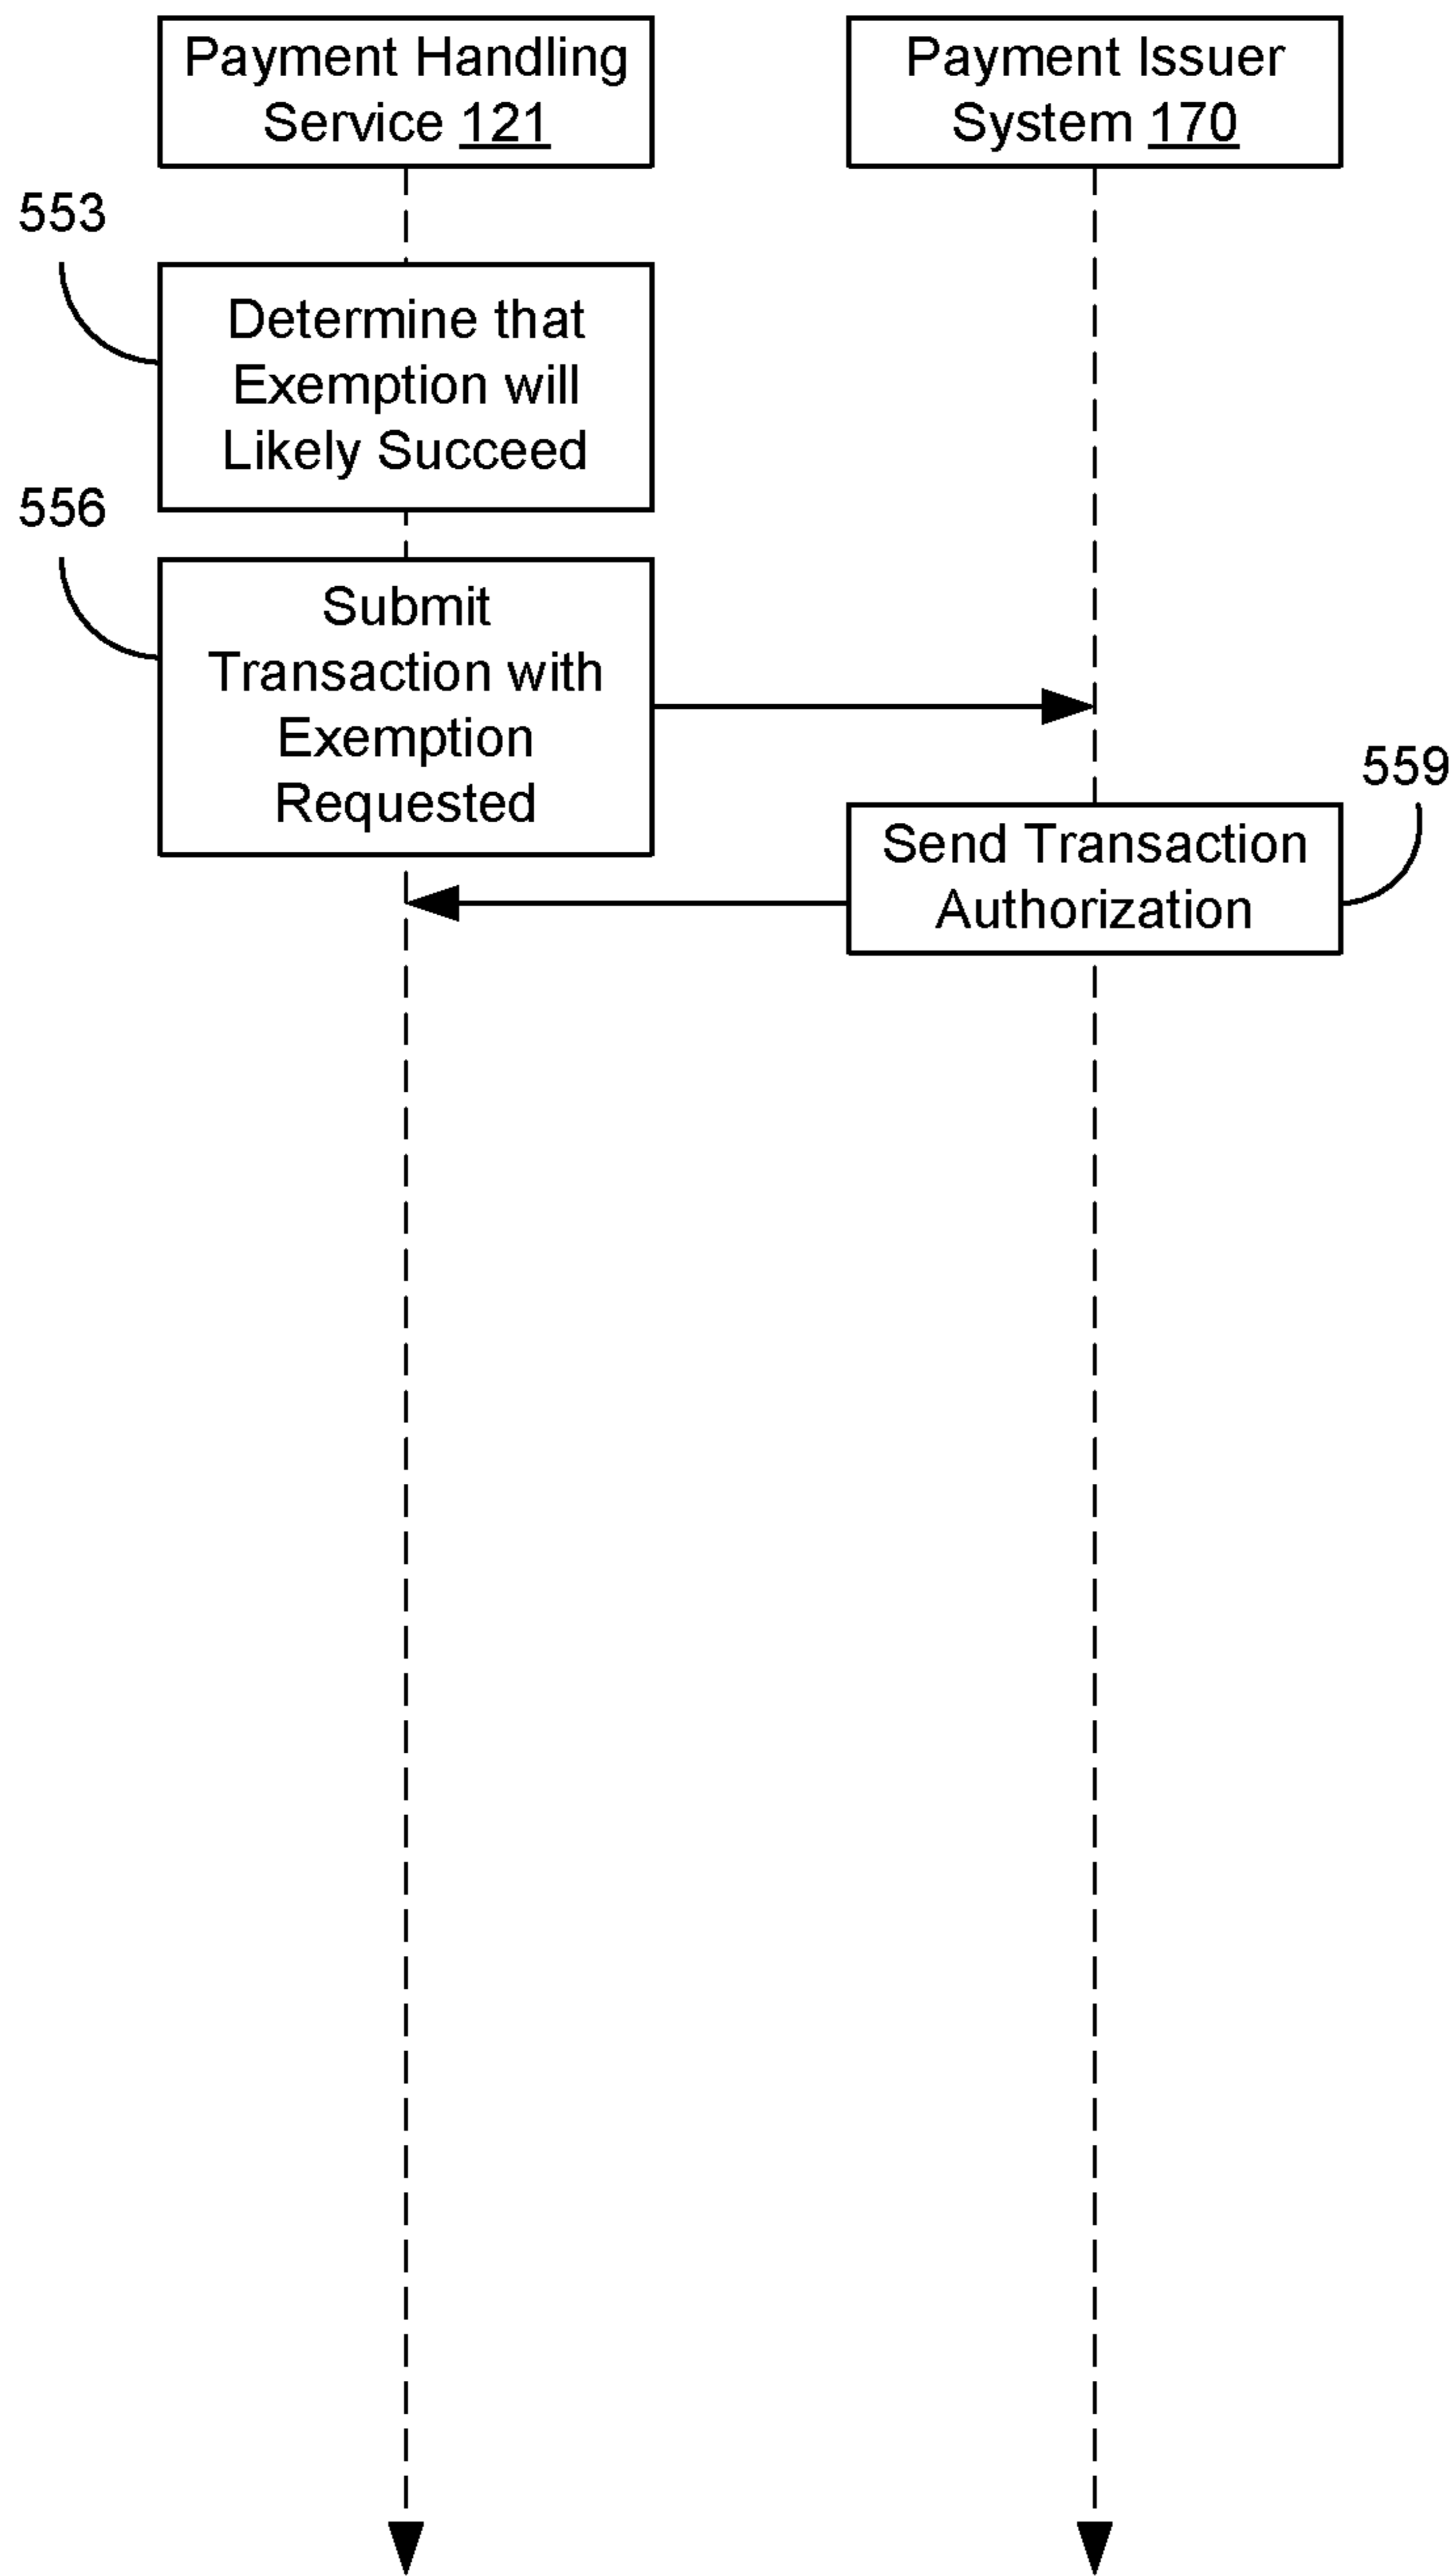 Payment Handling
Service 121
Payment Issuer
System 170
553
Determine that
Exemption will
Likely Succeed
556
Submit
Transaction with
Exemption
Requested
559
Send Transaction
Authorization